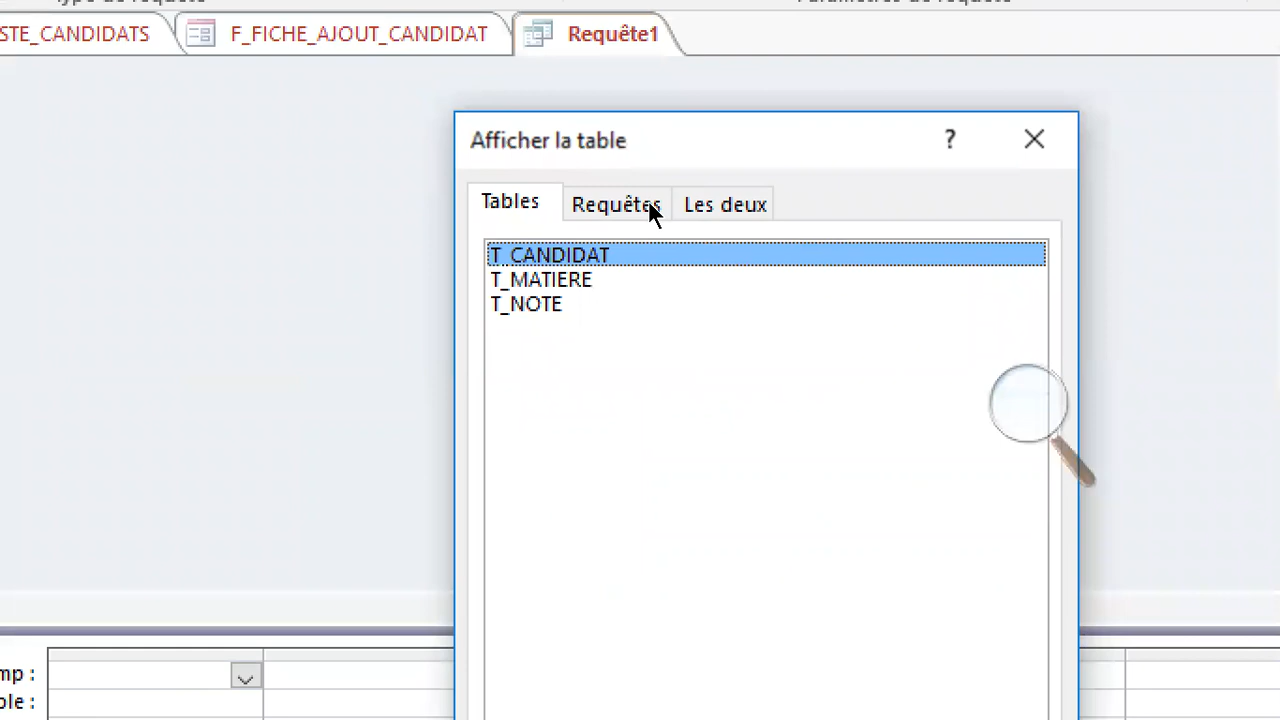 STE_CANDIDATS
F_FICHE_AJOUT_CANDIDAT
Requête1
Afficher la table
?
Tables
Requêtes
Les deux
T_CANDIDAT
T_MATIERE
T_NOTE
mp :
ble :